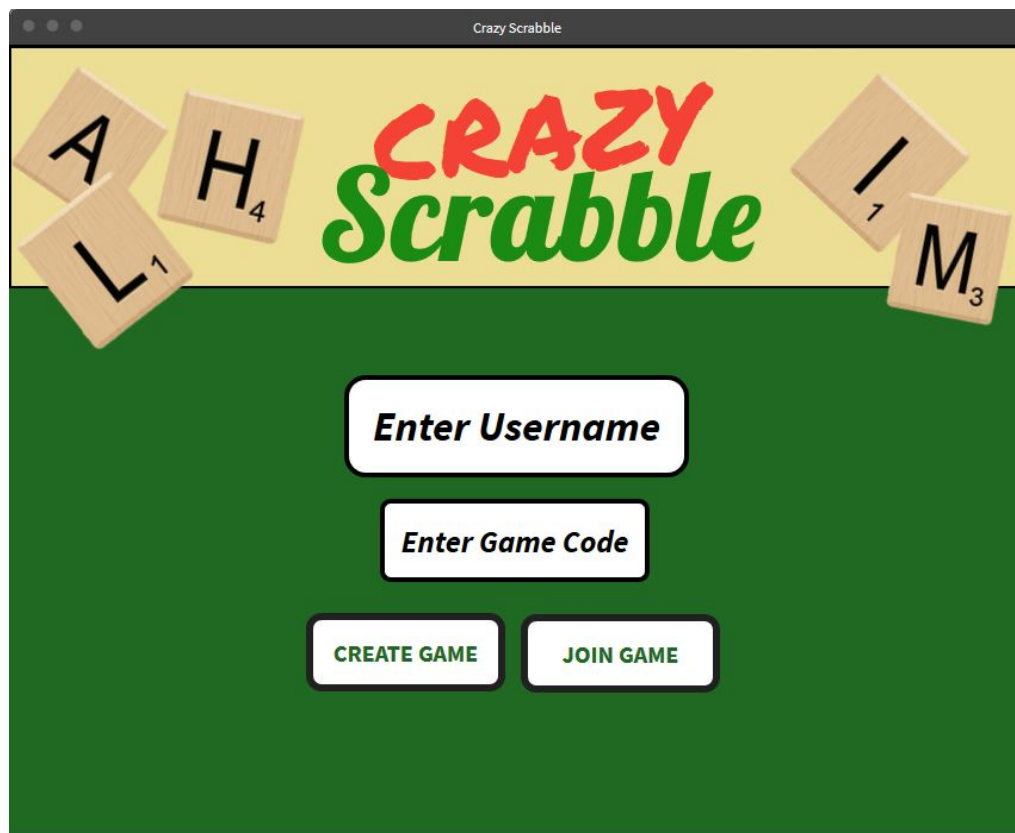 Crazy Scrabble
CRAZY
Scrabble
A
H4
L1
I1
M3
Enter Username
Enter Game Code
CREATE GAME
JOIN GAME